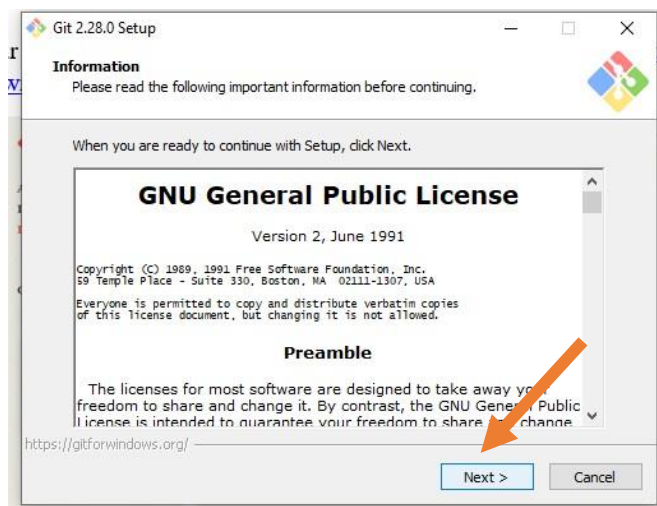 Git 2.28.0 Setup
Information
Please read the following important information before continuing.
When you are ready to continue with Setup, click Next.
GNU General Public License
Version 2, June 1991
Copyright (C) 1989, 1991 Free Software Foundation, Inc.
59 Temple Place - Suite 330, Boston, MA 02111-1307, USA
Everyone is permitted to copy and distribute verbatim copies
of this license document, but changing it is not allowed.
Preamble
The licenses for most software are designed to take away your
freedom to share and change it. By contrast, the GNU General Public
License is intended to guarantee your freedom to share and change
https://gitforwindows.org/
Next >
Cancel